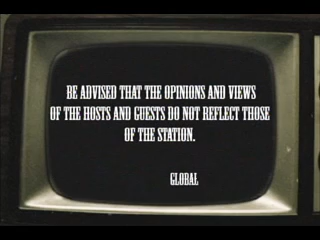 BE ADVISED THAT THE OPINIONS AND VIEWS
OF THE HOSTS AND GUESTS DO NOT REFLECT THOSE
OF THE STATION.
GLOBAL